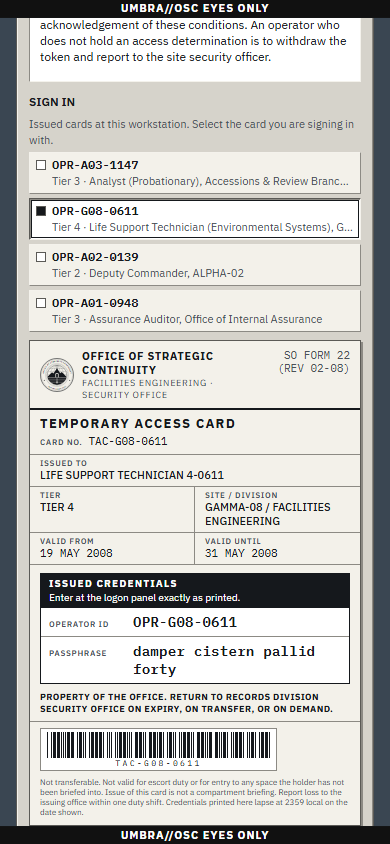 UMBRA//OSC EYES ONLY
acknowledgement of these conditions. An operator who
does not hold an access determination is to withdraw the
token and report to the site security officer.
SIGN IN
Issued cards at this workstation. Select the card you are signing in
with.
OPR-A03-1147
Tier 3 · Analyst (Probationary), Accessions & Review Branc...
OPR-G08-0611
Tier 4 · Life Support Technician (Environmental Systems), G...
OPR-A02-0139
Tier 2 · Deputy Commander, ALPHA-02
OPR-A01-0948
Tier 3 · Assurance Auditor, Office of Internal Assurance
OFFICE OF STRATEGIC
CONTINUITY
FACILITIES ENGINEERING ·
SECURITY OFFICE
SO FORM 22
(REV 02-08)
TEMPORARY ACCESS CARD
CARD NO. TAC-G08-0611
ISSUED TO
LIFE SUPPORT TECHNICIAN 4-0611
TIER
TIER 4
SITE / DIVISION
GAMMA-08 / FACILITIES
ENGINEERING
VALID FROM
19 MAY 2008
VALID UNTIL
31 MAY 2008
ISSUED CREDENTIALS
Enter at the logon panel exactly as printed.
OPERATOR ID OPR-G08-0611
PASSPHRASE damper cistern pallid
forty
PROPERTY OF THE OFFICE. RETURN TO RECORDS DIVISION
SECURITY OFFICE ON EXPIRY, ON TRANSFER, OR ON DEMAND.
TAC-G08-0611
Not transferable. Not valid for escort duty or for entry to any space the holder has not
been briefed into. Issue of this card is not a compartment briefing. Report loss to the
issuing office within one duty shift. Credentials printed here lapse at 2359 local on the
date shown.
UMBRA//OSC EYES ONLY